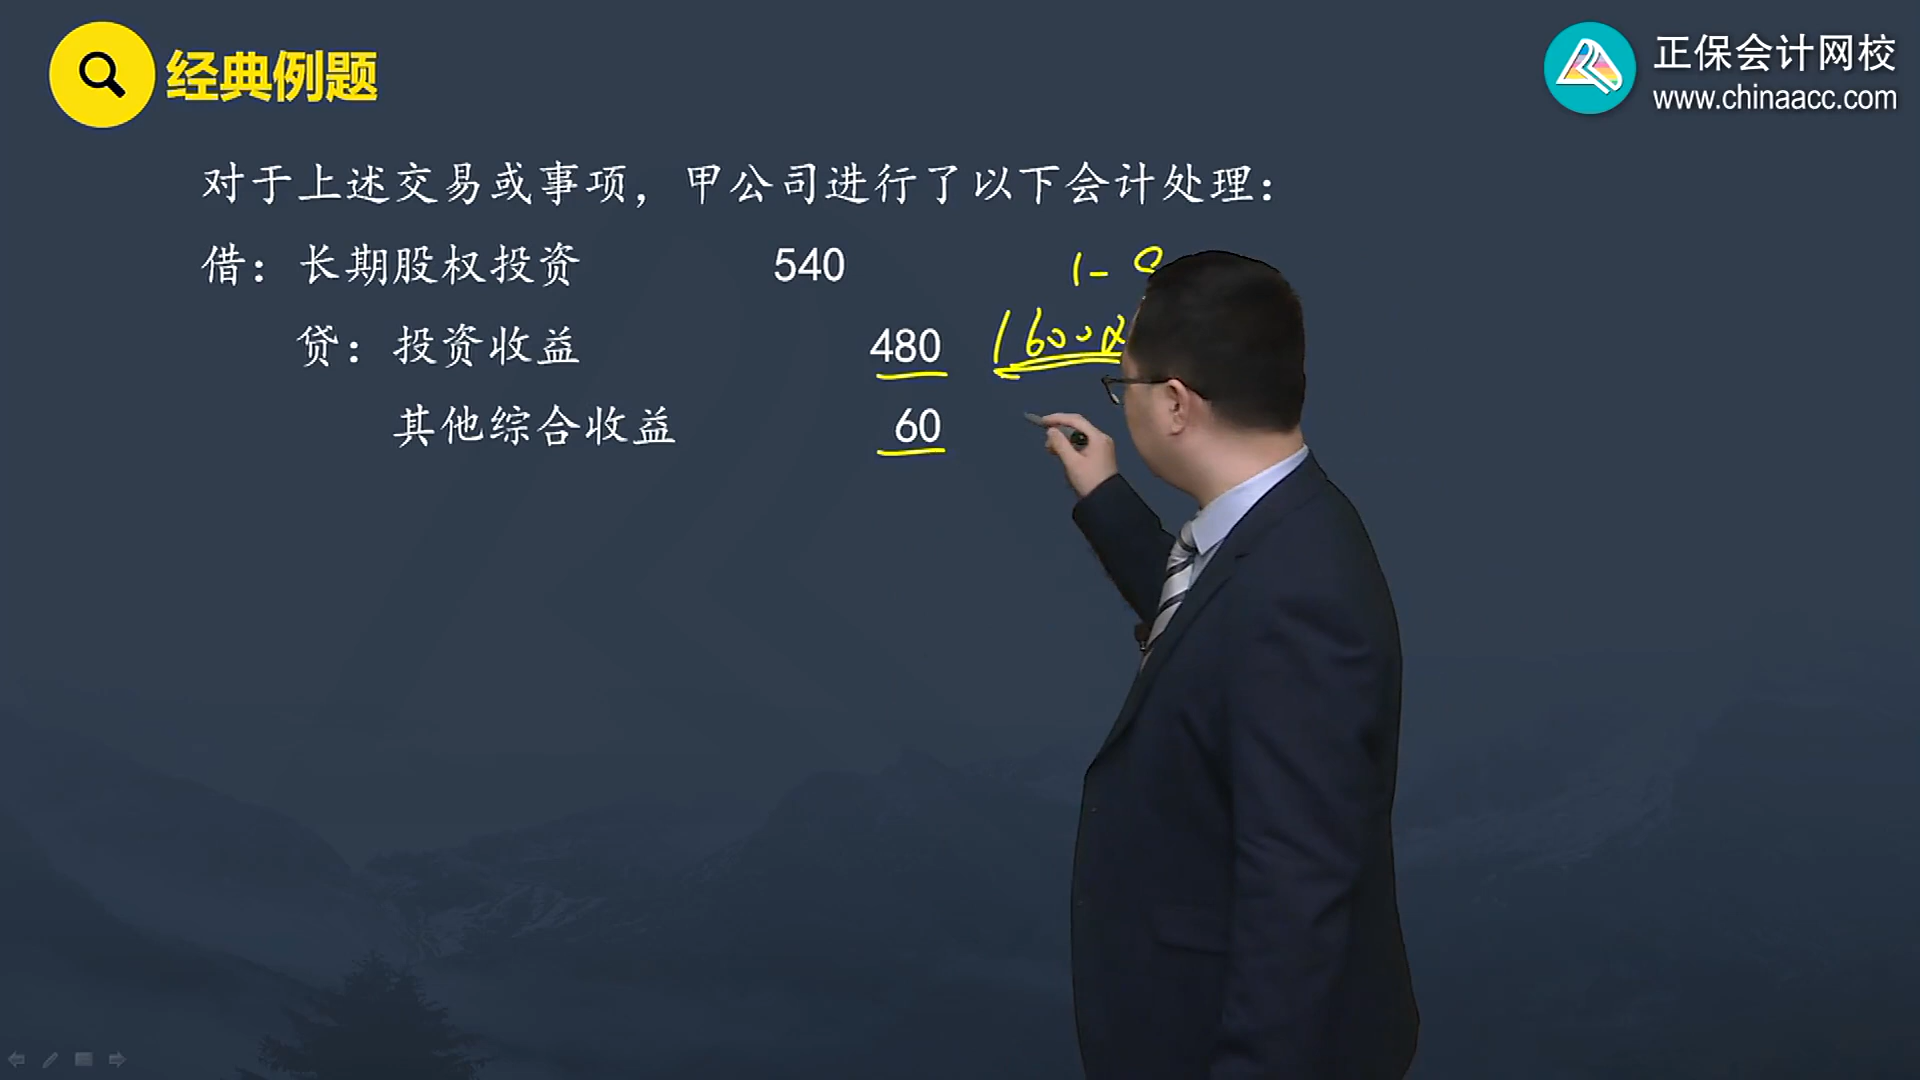 经典例题
正保会计网校
www.chinaacc.com
对于上述交易或事项，甲公司进行了以下会计处理：
借：长期股权投资 540
1-
贷：投资收益 480 1600×
其他综合收益 60